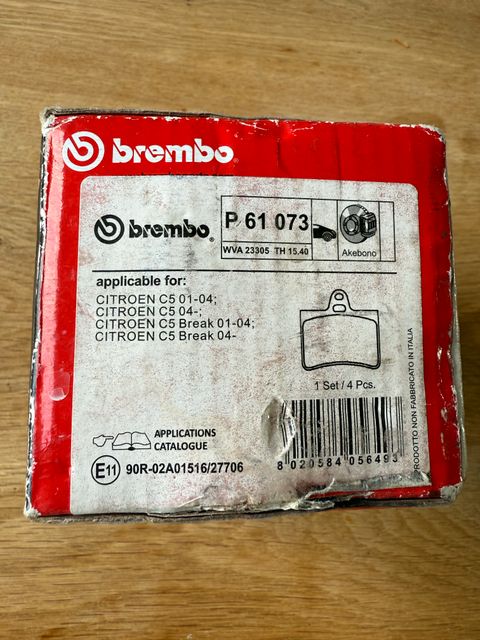 brembo
brembo
P 61 073
WVA 23305 TH 15.40
Akebono
applicable for:
CITROEN C5 01-04;
CITROEN C5 04-;
CITROEN C5 Break 01-04;
CITROEN C5 Break 04-
1 Set / 4 Pcs.
APPLICATIONS
CATALOGUE
E11
90R-02A01516/27706
8 020584 056493
PRODOTTO NON FABBRICATO IN ITALIA